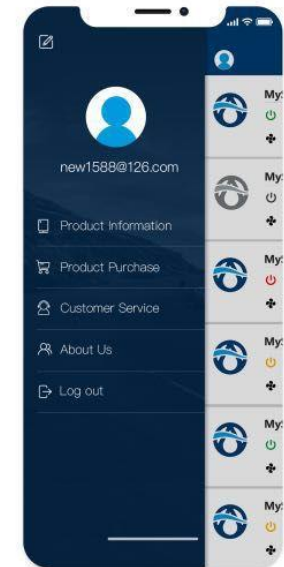 new1588@126.com
Product Information
Product Purchase
Customer Service
About Us
Log out
My
My
My
My
My
My